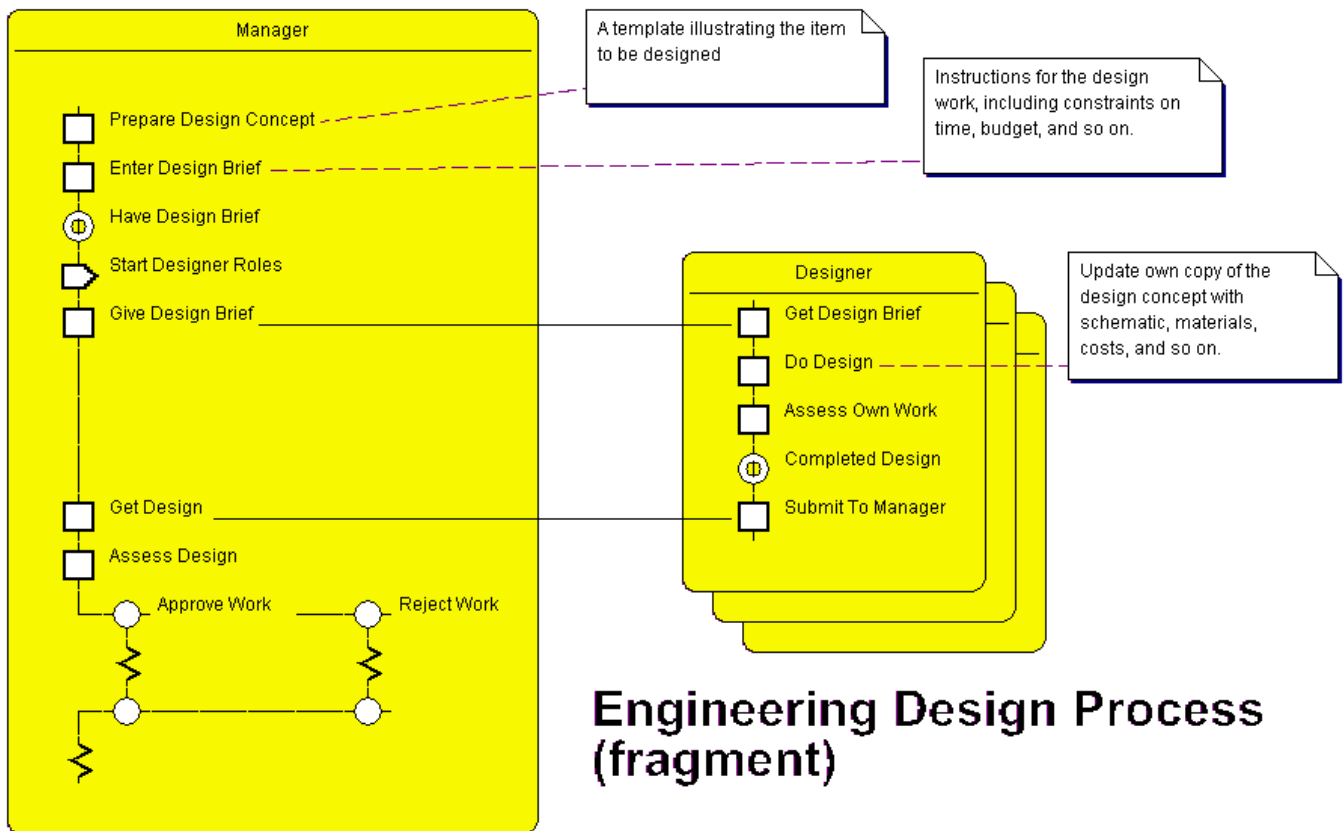 Manager
A template illustrating the item
to be designed
Instructions for the design
work, including constraints on
time, budget, and so on.
Prepare Design Concept
Enter Design Brief
Have Design Brief
Start Designer Roles
Give Design Brief
Designer
Get Design Brief
Do Design
Assess Own Work
Completed Design
Submit To Manager
Update own copy of the
design concept with
schematic, materials,
costs, and so on.
Get Design
Assess Design
Approve Work
Reject Work
Engineering Design Process
(fragment)